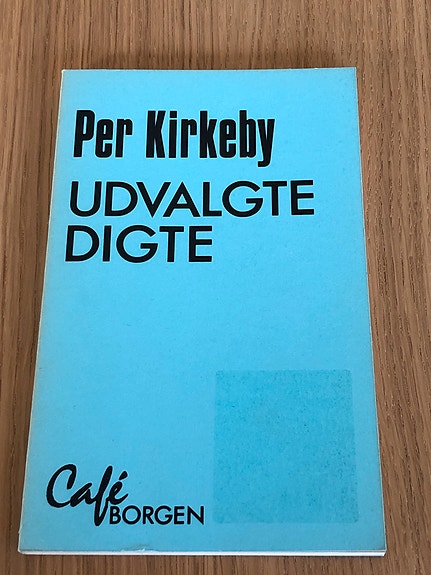 Per Kirkeby
UDVALGTE
DIGTE
Café
BORGEN